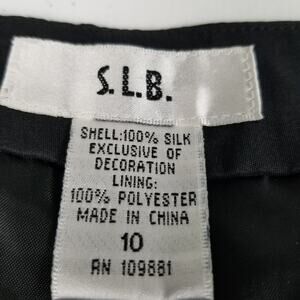 S.L.B.
SHELL:100% SILK
EXCLUSIVE OF
DECORATION
LINING:
100% POLYESTER
MADE IN CHINA
10
RN 109881